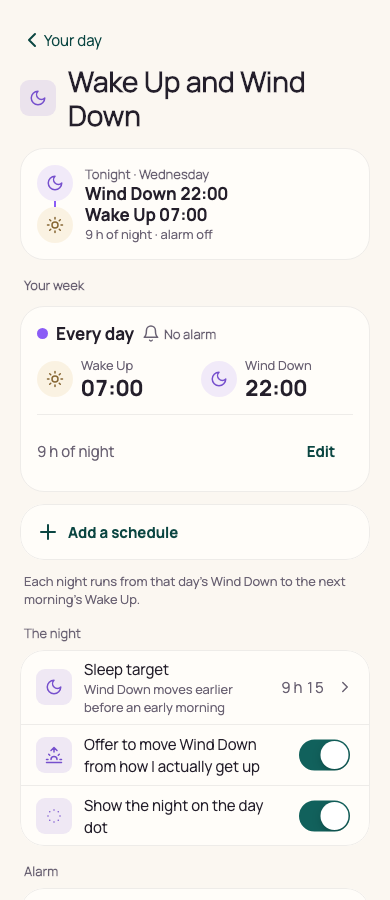 Your day
Wake Up and Wind
Down
Tonight · Wednesday
Wind Down 22:00
Wake Up 07:00
9 h of night · alarm off
Your week
Every day
No alarm
Wake Up
07:00
Wind Down
22:00
9 h of night
Edit
Add a schedule
Each night runs from that day's Wind Down to the next
morning's Wake Up.
The night
Sleep target
Wind Down moves earlier
before an early morning
9 h 15
Offer to move Wind Down
from how I actually get up
Show the night on the day
dot
Alarm